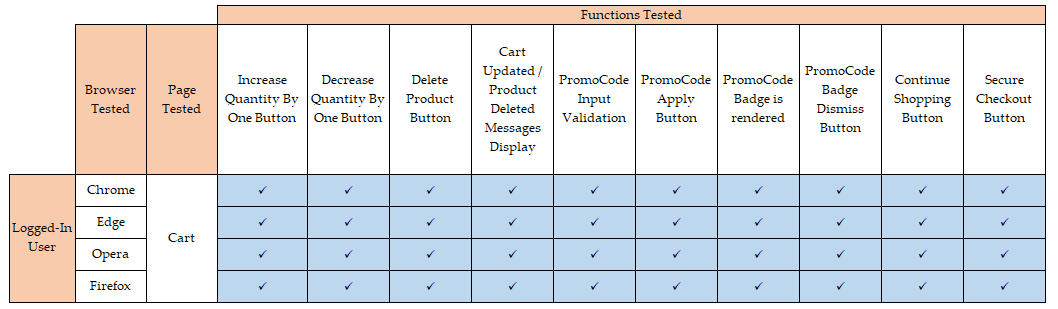 Functions Tested
Browser
Tested
Page
Tested
Increase
Quantity By
One Button
Decrease
Quantity By
One Button
Delete
Product
Button
Cart
Updated /
Product
Deleted
Messages
Display
PromoCode
Input
Validation
PromoCode
Apply
Button
PromoCode
Badge is
rendered
PromoCode
Badge
Dismiss
Button
Continue
Shopping
Button
Secure
Checkout
Button
Logged-In
User
Cart
Chrome
✓ ✓ ✓ ✓ ✓ ✓ ✓ ✓ ✓ ✓
Edge
✓ ✓ ✓ ✓ ✓ ✓ ✓ ✓ ✓ ✓
Opera
✓ ✓ ✓ ✓ ✓ ✓ ✓ ✓ ✓ ✓
Firefox
✓ ✓ ✓ ✓ ✓ ✓ ✓ ✓ ✓ ✓